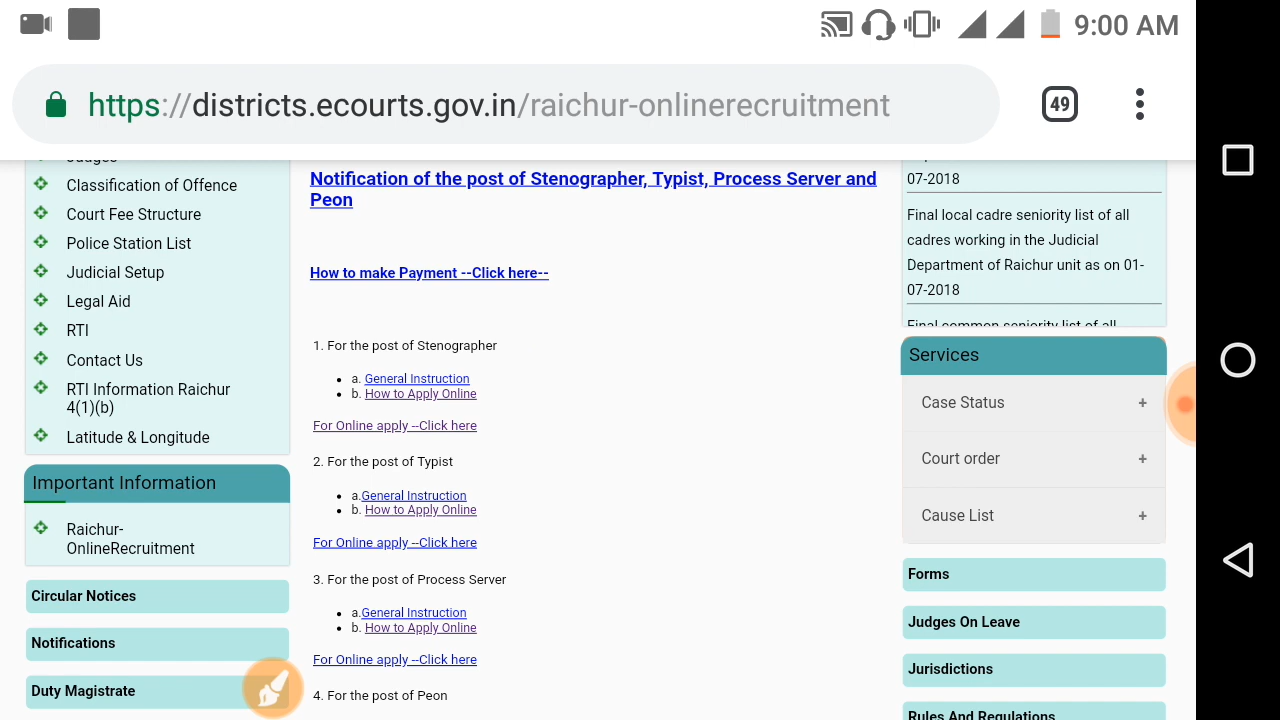 9:00 AM
https://districts.ecourts.gov.in/raichur-onlinerecruitment
49
Judges
Classification of Offence
Court Fee Structure
Police Station List
Judicial Setup
Legal Aid
RTI
Contact Us
RTI Information Raichur
4(1)(b)
Latitude & Longitude
Important Information
Raichur-
OnlineRecruitment
Circular Notices
Notifications
Duty Magistrate
Notification of the post of Stenographer, Typist, Process Server and
Peon
How to make Payment --Click here--
1. For the post of Stenographer
a. General Instruction
b. How to Apply Online
For Online apply --Click here
2. For the post of Typist
a.General Instruction
b. How to Apply Online
For Online apply --Click here
3. For the post of Process Server
a.General Instruction
b. How to Apply Online
For Online apply --Click here
4. For the post of Peon
07-2018
Final local cadre seniority list of all
cadres working in the Judicial
Department of Raichur unit as on 01-
07-2018
Final common seniority list of all
Services
Case Status +
Court order +
Cause List +
Forms
Judges On Leave
Jurisdictions
Rules And Regulations